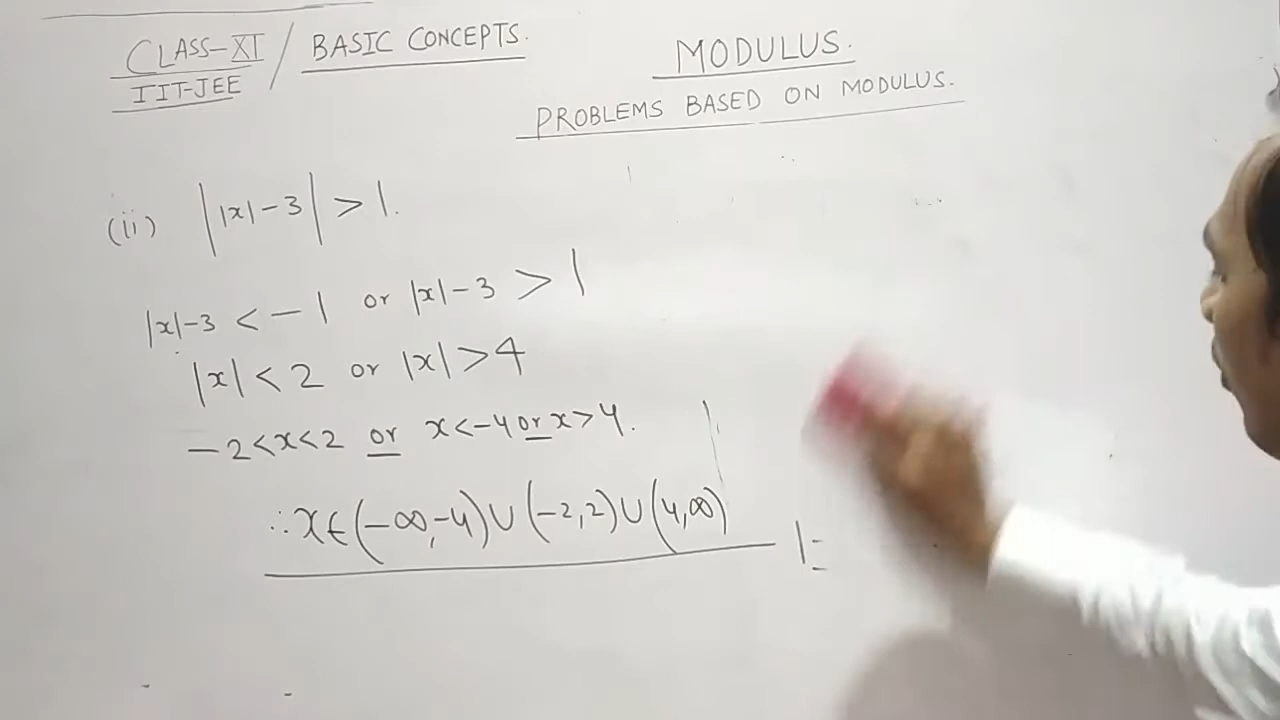 CLASS-XI / BASIC CONCEPTS.
IIT-JEE
MODULUS.
PROBLEMS BASED ON MODULUS.
(ii) ||x|-3| > 1.
|x|-3 < -1 or |x|-3 > 1
|x| < 2 or |x| > 4
-2<x<2 or x<-4 or x>4.
∴ x∈(-∞,-4)∪(-2,2)∪(4,∞)